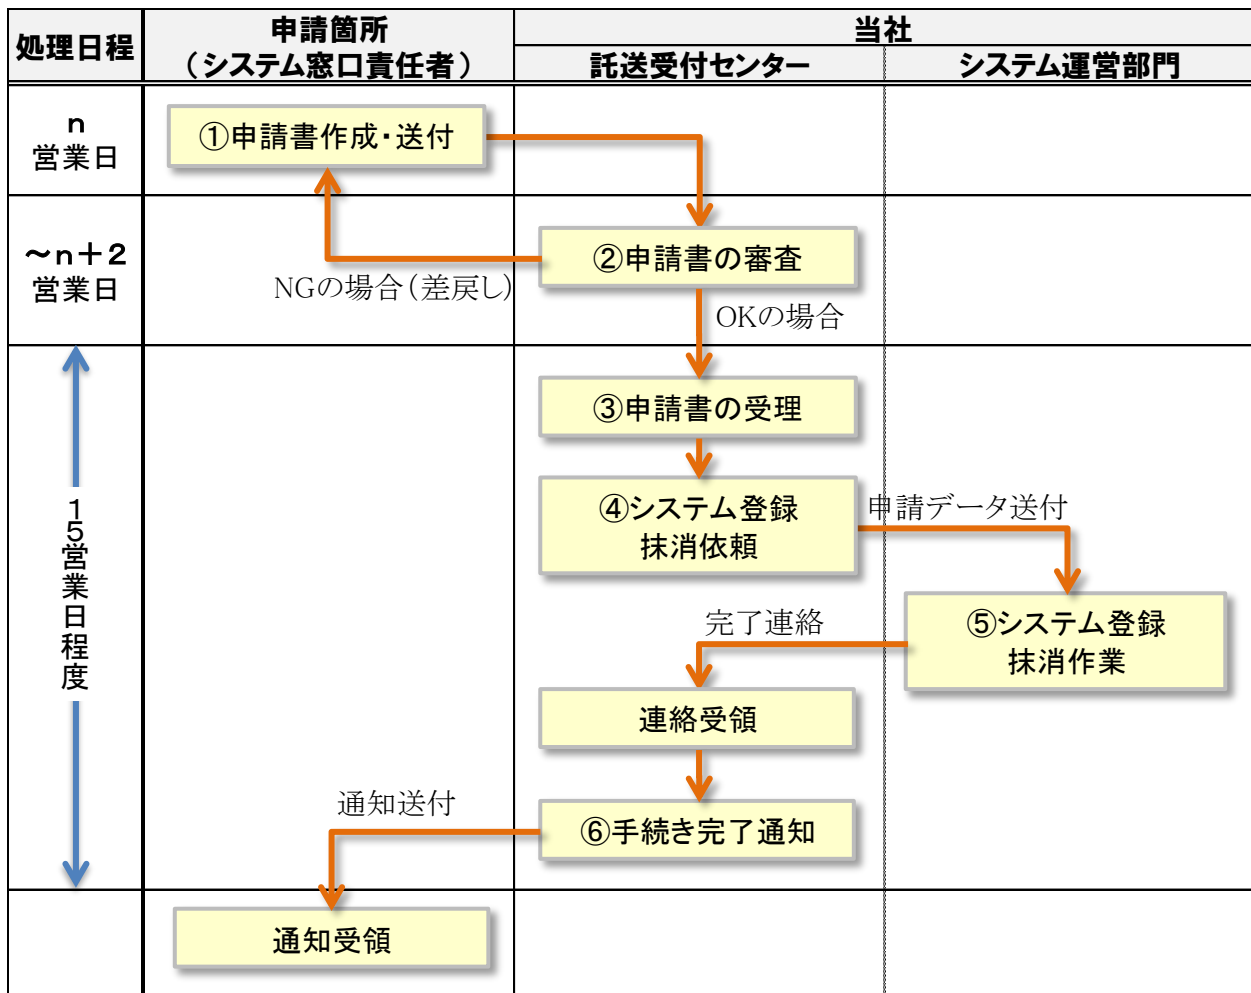 処理日程
申請箇所
（システム窓口責任者）
当社
託送受付センター
システム運営部門
n
営業日
①申請書作成・送付
～n＋2
営業日
②申請書の審査
NGの場合（差戻し）
OKの場合
③申請書の受理
④システム登録
抹消依頼
申請データ送付
15営業日程度
⑤システム登録
抹消作業
完了連絡
連絡受領
⑥手続き完了通知
通知送付
通知受領